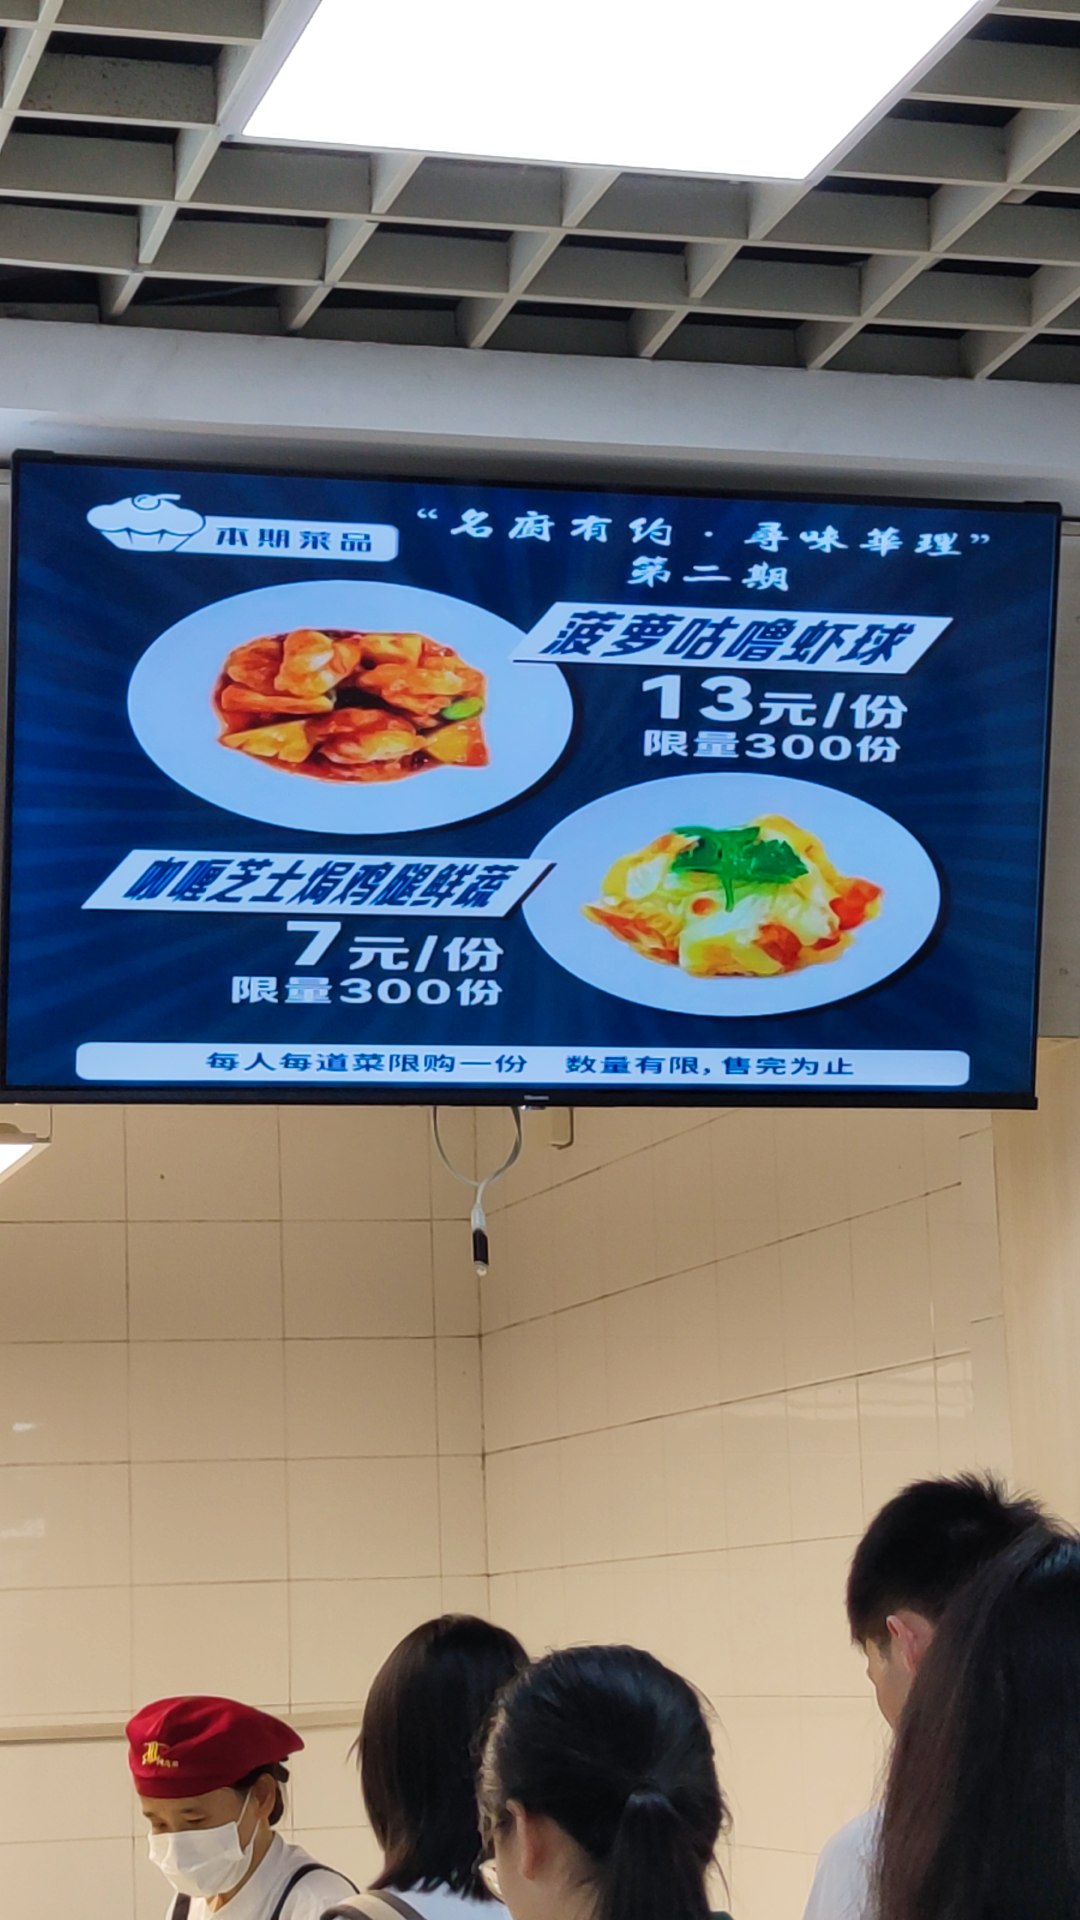 本期菜品
“名厨有约·尋味華理”
第二期
菠萝咕噜虾球
13元/份
限量300份
咖喱芝士焗鸡腿鲜蔬
7元/份
限量300份
每人每道菜限购一份 数量有限,售完为止
Hisense